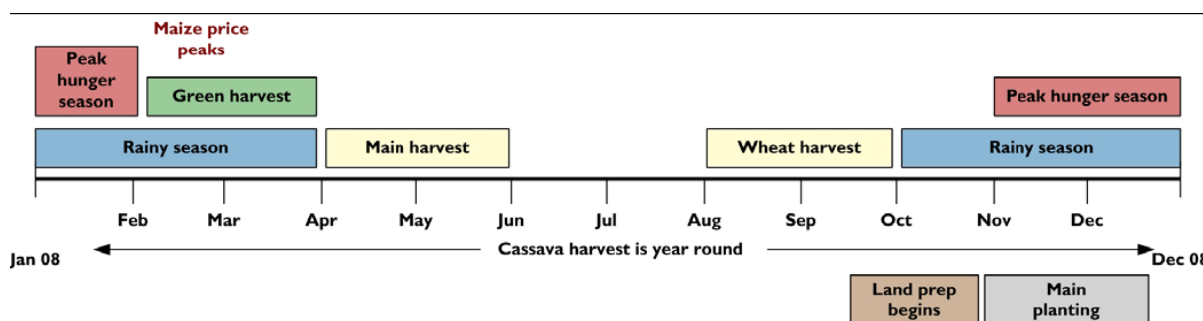 Maize price
peaks
Peak
hunger
season
Green harvest
Peak hunger season
Rainy season
Main harvest
Wheat harvest
Rainy season
Feb
Mar
Apr
May
Jun
Jul
Aug
Sep
Oct
Nov
Dec
Jan 08
Cassava harvest is year round
Dec 08
Land prep
begins
Main
planting